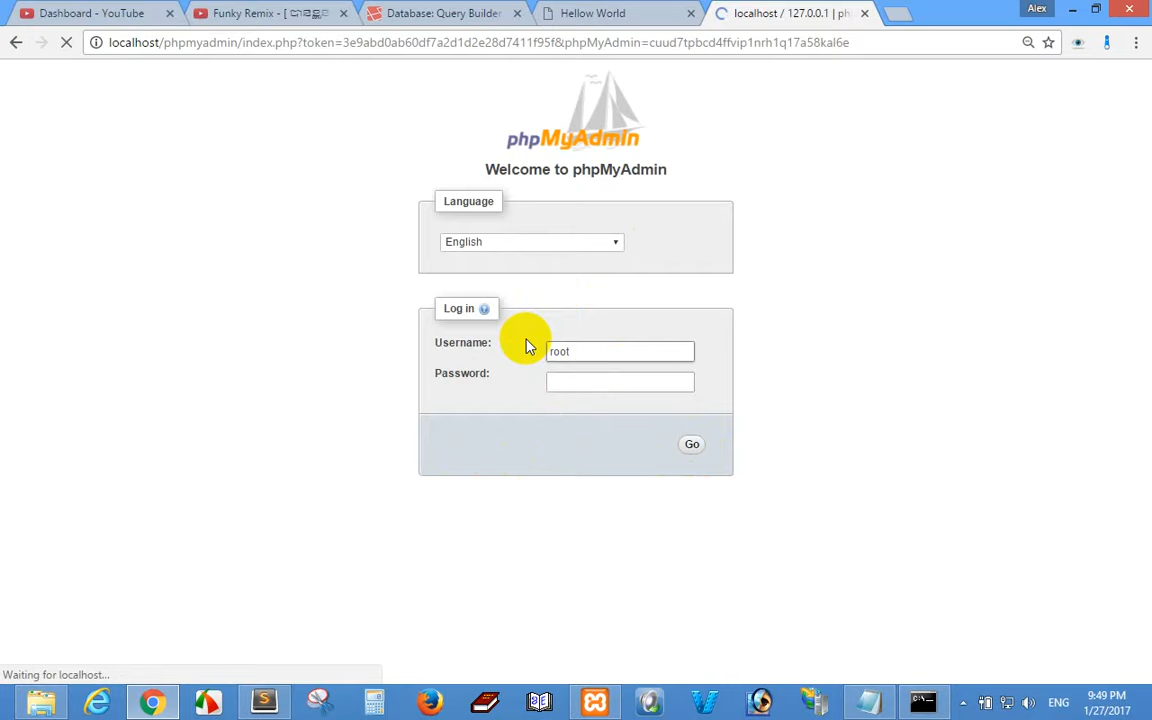 Dashboard - YouTube
Funky Remix - [
Database: Query Builder
Hellow World
localhost / 127.0.0.1 | ph
Alex
localhost/phpmyadmin/index.php?token=3e9abd0ab60df7a2d1d2e28d7411f95f&phpMyAdmin=cuud7tpbcd4ffvip1nrh1q17a58kal6e
phpMyAdmin
Welcome to phpMyAdmin
Language
English
Log in
Username:
root
Password:
Go
Waiting for localhost...
ENG
9:49 PM
1/27/2017